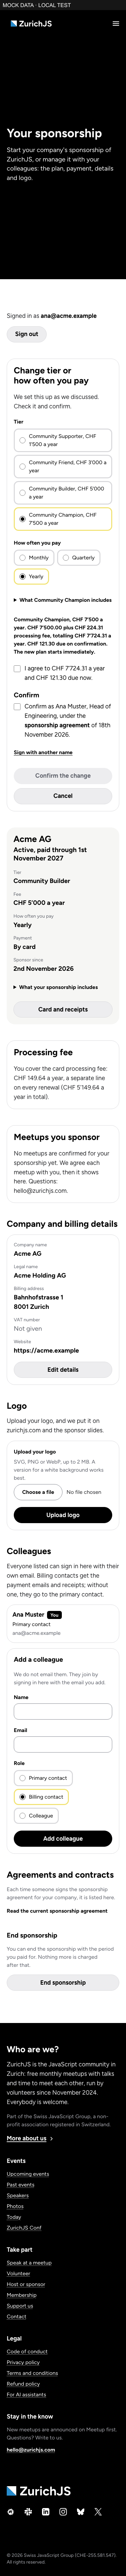 MOCK DATA · LOCAL TEST
ZurichJS
Your sponsorship
Start your company's sponsorship of
ZurichJS, or manage it with your
colleagues: the plan, payment, details
and logo.
Signed in as ana@acme.example
Sign out
Change tier or
how often you pay
We set this up as we discussed.
Check it and confirm.
Tier
Community Supporter, CHF
1'500 a year
Community Friend, CHF 3'000 a
year
Community Builder, CHF 5'000
a year
Community Champion, CHF
7'500 a year
How often you pay
Monthly
Quarterly
Yearly
What Community Champion includes
Community Champion, CHF 7'500 a
year: CHF 7'500.00 plus CHF 224.31
processing fee, totalling CHF 7'724.31 a
year. CHF 121.30 due on confirmation.
The new plan starts immediately.
I agree to CHF 7'724.31 a year
and CHF 121.30 due now.
Confirm
Confirm as Ana Muster, Head of
Engineering, under the
sponsorship agreement of 18th
November 2026.
Sign with another name
Confirm the change
Cancel
Acme AG
Active, paid through 1st
November 2027
Tier
Community Builder
Fee
CHF 5'000 a year
How often you pay
Yearly
Payment
By card
Sponsor since
2nd November 2026
What your sponsorship includes
Card and receipts
Processing fee
You cover the card processing fee:
CHF 149.64 a year, a separate line
on every renewal (CHF 5'149.64 a
year in total).
Meetups you sponsor
No meetups are confirmed for your
sponsorship yet. We agree each
meetup with you, then it shows
here. Questions:
hello@zurichjs.com.
Company and billing details
Company name
Acme AG
Legal name
Acme Holding AG
Billing address
Bahnhofstrasse 1
8001 Zurich
VAT number
Not given
Website
https://acme.example
Edit details
Logo
Upload your logo, and we put it on
zurichjs.com and the sponsor slides.
Upload your logo
SVG, PNG or WebP, up to 2 MB. A
version for a white background works
best.
Choose a file
No file chosen
Upload logo
Colleagues
Everyone listed can sign in here with their
own email. Billing contacts get the
payment emails and receipts; without
one, they go to the primary contact.
Ana Muster You
Primary contact
ana@acme.example
Add a colleague
We do not email them. They join by
signing in here with the email you add.
Name
Email
Role
Primary contact
Billing contact
Colleague
Add colleague
Agreements and contracts
Each time someone signs the sponsorship
agreement for your company, it is listed here.
Read the current sponsorship agreement
End sponsorship
You can end the sponsorship with the period
you paid for. Nothing more is charged
after that.
End sponsorship
Who are we?
ZurichJS is the JavaScript community in
Zurich: free monthly meetups with talks
and time to meet each other, run by
volunteers since November 2024.
Everybody is welcome.
Part of the Swiss JavaScript Group, a non-
profit association registered in Switzerland.
More about us
Events
Upcoming events
Past events
Speakers
Photos
Today
ZurichJS Conf
Take part
Speak at a meetup
Volunteer
Host or sponsor
Membership
Support us
Contact
Legal
Code of conduct
Privacy policy
Terms and conditions
Refund policy
For AI assistants
Stay in the know
New meetups are announced on Meetup first.
Questions? Write to us.
hello@zurichjs.com
ZurichJS
© 2026 Swiss JavaScript Group (CHE-255.581.547).
All rights reserved.